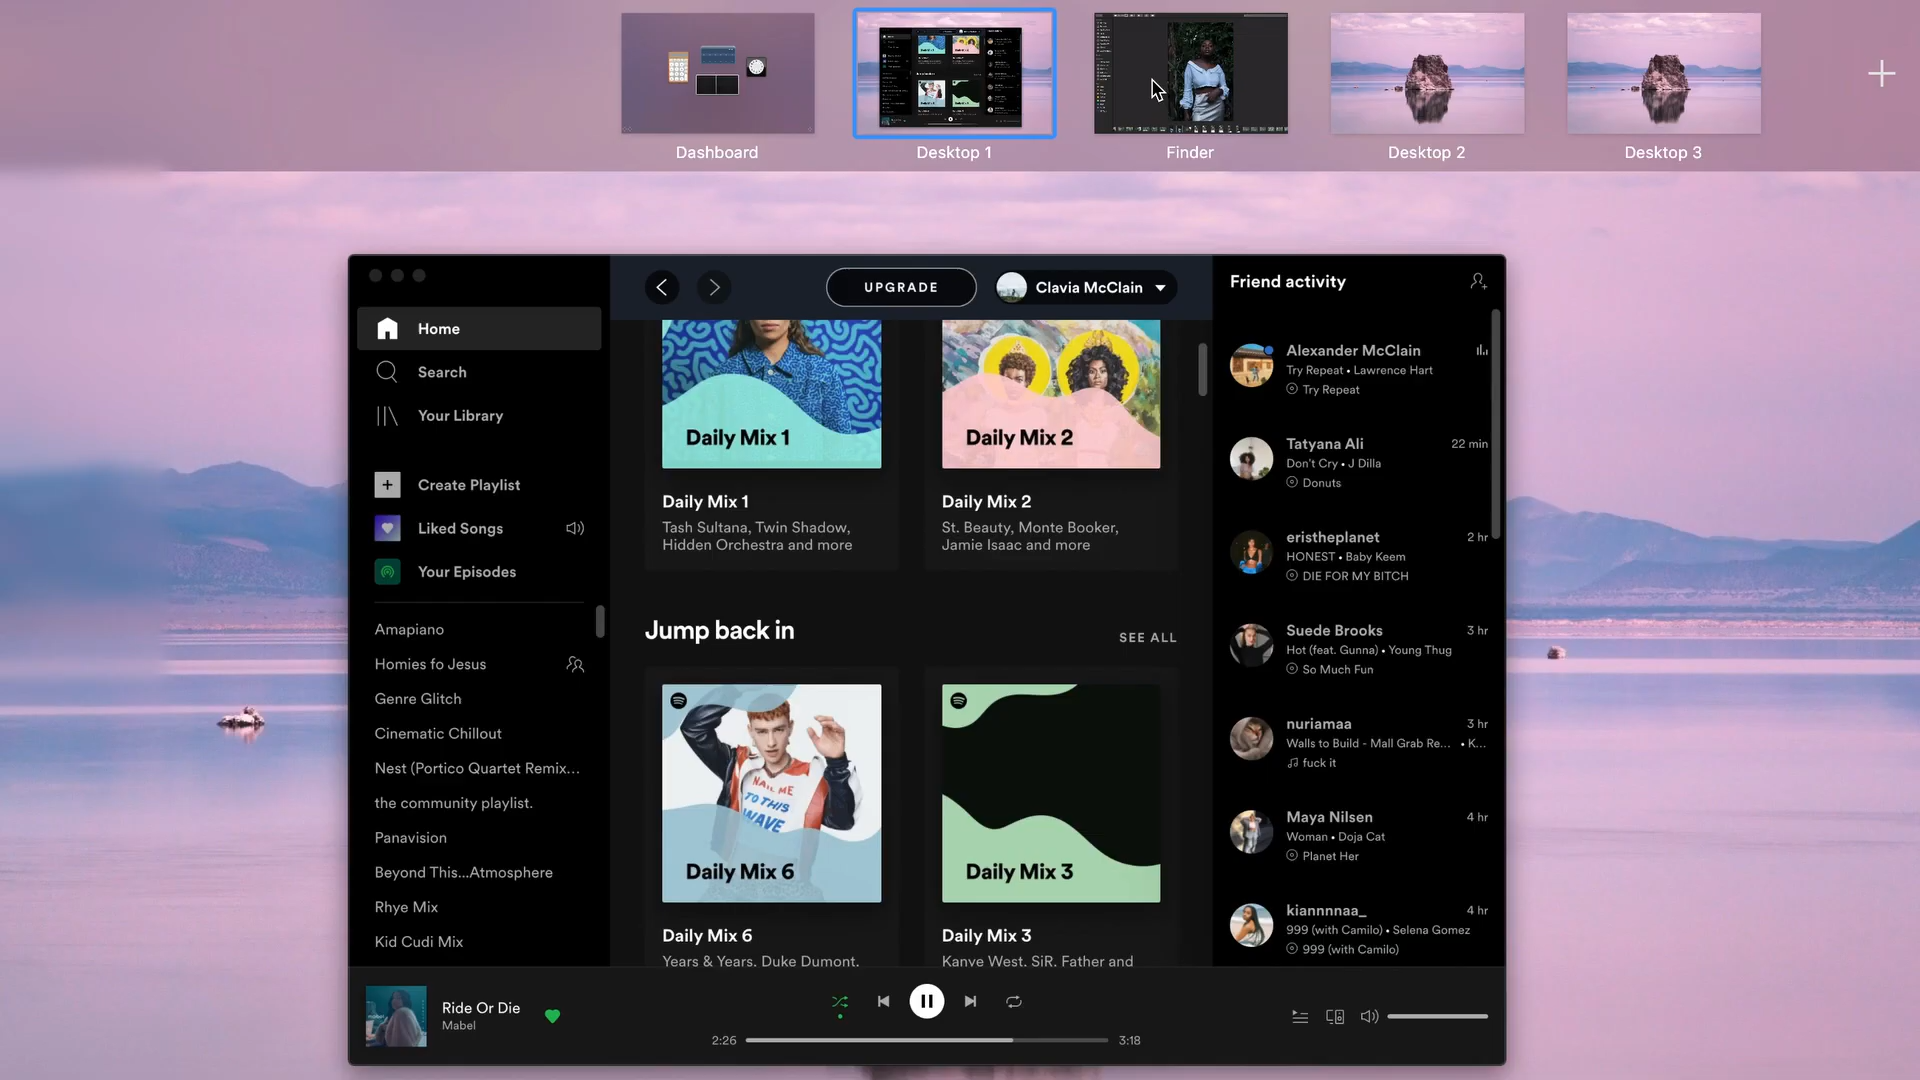 Dashboard
Desktop 1
Finder
Desktop 2
Desktop 3
UPGRADE
Clavia McClain
Home
Search
Your Library
Create Playlist
Liked Songs
Your Episodes
Amapiano
Homies fo Jesus
Genre Glitch
Cinematic Chillout
Nest (Portico Quartet Remix...
the community playlist.
Panavision
Beyond This...Atmosphere
Rhye Mix
Kid Cudi Mix
Daily Mix 1
Daily Mix 2
Daily Mix 1
Tash Sultana, Twin Shadow,
Hidden Orchestra and more
Daily Mix 2
St. Beauty, Monte Booker,
Jamie Isaac and more
Jump back in
SEE ALL
NAIL ME
TO THIS
WAVE
Daily Mix 6
Daily Mix 3
Daily Mix 6
Years & Years, Duke Dumont,
Daily Mix 3
Kanye West, SiR, Father and
Friend activity
Alexander McClain
Try Repeat • Lawrence Hart
Try Repeat
Tatyana Ali
22 min
Don't Cry • J Dilla
Donuts
eristheplanet
2 hr
HONEST • Baby Keem
DIE FOR MY BITCH
Suede Brooks
3 hr
Hot (feat. Gunna) • Young Thug
So Much Fun
nuriamaa
3 hr
Walls to Build - Mall Grab Re... • K...
fuck it
Maya Nilsen
4 hr
Woman • Doja Cat
Planet Her
kiannnnaa_
4 hr
999 (with Camilo) • Selena Gomez
999 (with Camilo)
Ride Or Die
Mabel
2:26
3:18